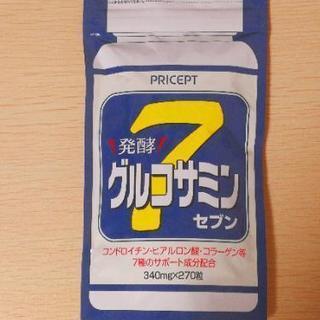 PRICEPT
7
発酵
グルコサミン
セブン
コンドロイチン・ヒアルロン酸・コラーゲン等
7種のサポート成分配合
340mg×270粒